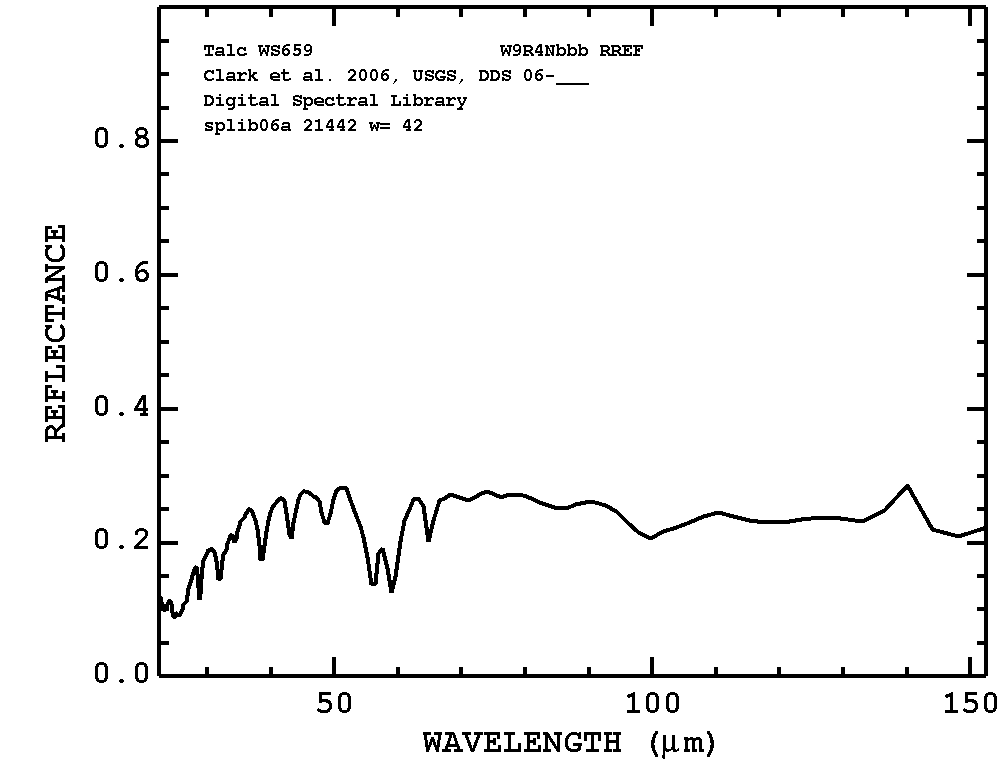 Talc WS659 W9R4Nbbb RREF
Clark et al. 2006, USGS, DDS 06-___
Digital Spectral Library
splib06a 21442 w= 42
0.8
0.6
0.4
0.2
0.0
REFLECTANCE
50 100 150
WAVELENGTH (μm)